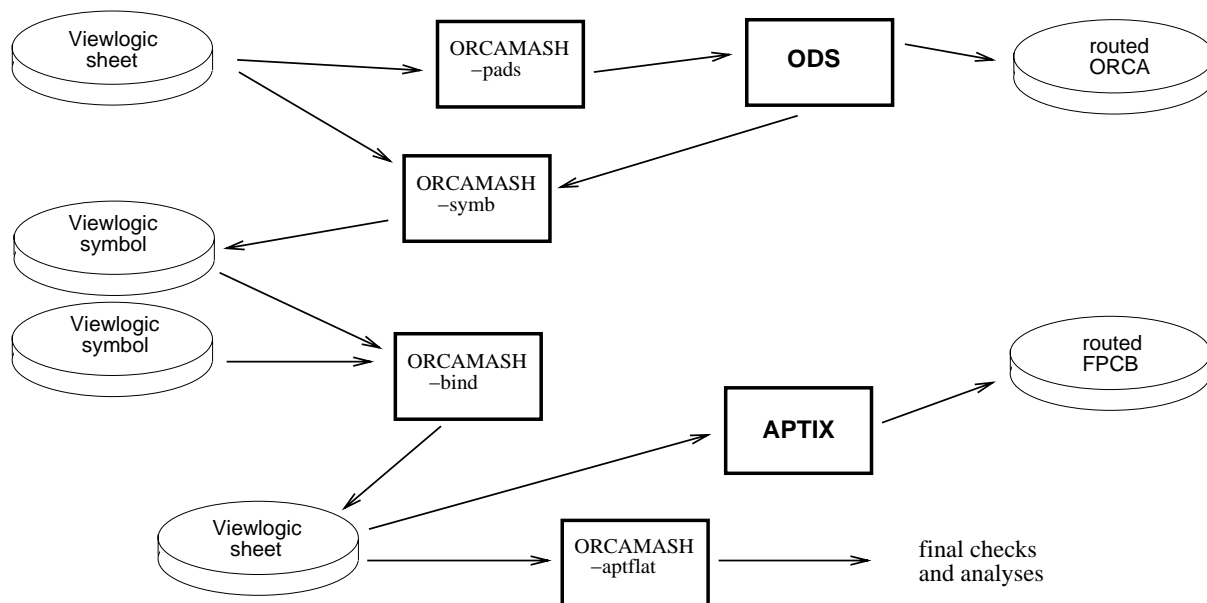 Viewlogic
sheet
ORCAMASH
–pads
ODS
routed
ORCA
ORCAMASH
–symb
Viewlogic
symbol
Viewlogic
symbol
ORCAMASH
–bind
routed
FPCB
APTIX
Viewlogic
sheet
ORCAMASH
–aptflat
final checks
and analyses